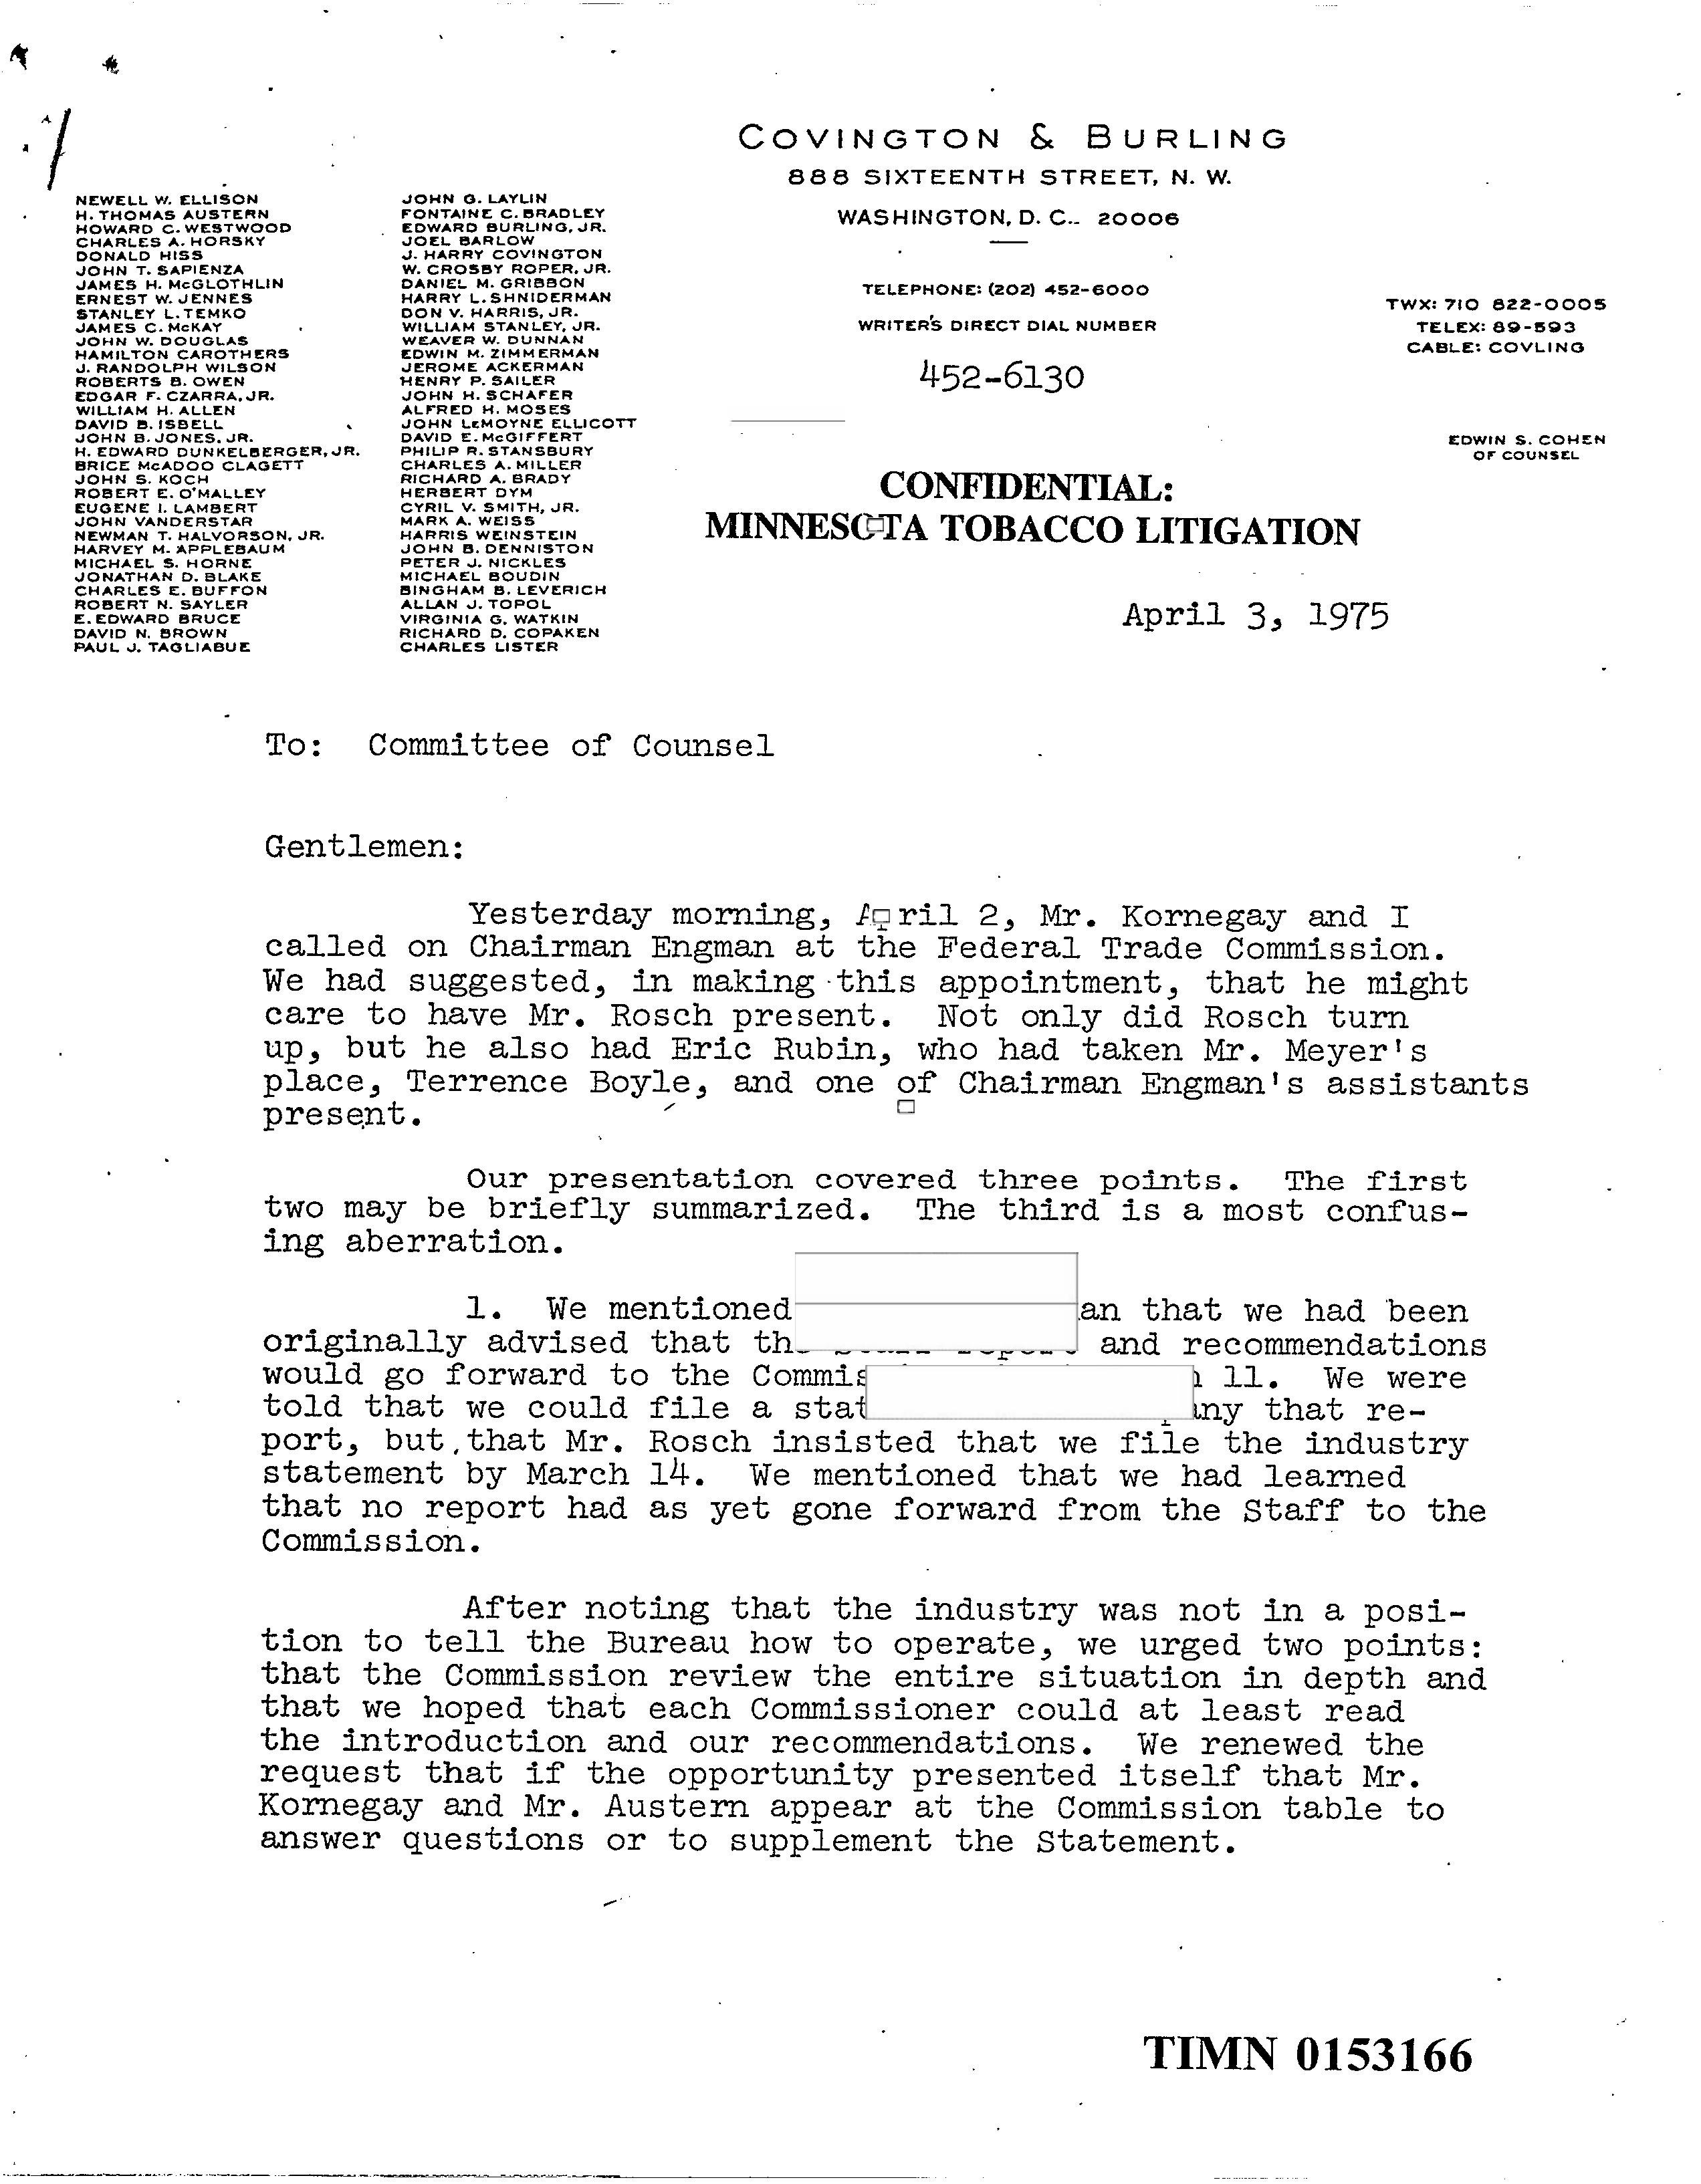 COVINGTON & BURLING
888 SIXTEENTH STREET, N. W.
WASHINGTON, D. C. 20006
TELEPHONE: (202) 452-6000
WRITER'S DIRECT DIAL NUMBER
452-6130
TWX: 710 822-0005
TELEX: 89-593
CABLE: COVLING
EDWIN S. COHEN
OF COUNSEL
NEWELL W. ELLISON
H. THOMAS AUSTERN
HOWARD C. WESTWOOD
CHARLES A. HORSKY
DONALD HISS
JOHN T. SAPIENZA
JAMES H. McGLOTHLIN
ERNEST W. JENNES
STANLEY L. TEMKO
JAMES C. McKAY
JOHN W. DOUGLAS
HAMILTON CAROTHERS
J. RANDOLPH WILSON
ROBERTS B. OWEN
EDGAR F. CZARRA, JR.
WILLIAM H. ALLEN
DAVID B. ISBELL
JOHN B. JONES, JR.
H. EDWARD DUNKELBERGER, JR.
BRICE McADOO CLAGETT
JOHN S. KOCH
ROBERT E. O'MALLEY
EUGENE I. LAMBERT
JOHN VANDERSTAR
NEWMAN T. HALVORSON, JR.
HARVEY M. APPLEBAUM
MICHAEL S. HORNE
JONATHAN D. BLAKE
CHARLES E. BUFFON
ROBERT N. SAYLER
E. EDWARD BRUCE
DAVID N. BROWN
PAUL J. TAGLIABUE
JOHN G. LAYLIN
FONTAINE C. BRADLEY
EDWARD BURLING, JR.
JOEL BARLOW
J. HARRY COVINGTON
W. CROSBY ROPER, JR.
DANIEL M. GRIBBON
HARRY L. SHNIDERMAN
DON V. HARRIS, JR.
WILLIAM STANLEY, JR.
WEAVER W. DUNNAN
EDWIN M. ZIMMERMAN
JEROME ACKERMAN
HENRY P. SAILER
JOHN H. SCHAFER
ALFRED H. MOSES
JOHN LEMOYNE ELLICOTT
DAVID E. McGIFFERT
PHILIP R. STANSBURY
CHARLES A. MILLER
RICHARD A. BRADY
HERBERT DYM
CYRIL V. SMITH, JR.
MARK A. WEISS
HARRIS WEINSTEIN
JOHN B. DENNISTON
PETER J. NICKLES
MICHAEL BOUDIN
BINGHAM B. LEVERICH
ALLAN J. TOPOL
VIRGINIA G. WATKIN
RICHARD D. COPAKEN
CHARLES LISTER
CONFIDENTIAL:
MINNESOTA TOBACCO LITIGATION
April 3, 1975
To: Committee of Counsel
Gentlemen:
Yesterday morning, April 2, Mr. Kornegay and I
called on Chairman Engman at the Federal Trade Commission.
We had suggested, in making this appointment, that he might
care to have Mr. Rosch present. Not only did Rosch turn
up, but he also had Eric Rubin, who had taken Mr. Meyer's
place, Terrence Boyle, and one of Chairman Engman's assistants
present.
Our presentation covered three points. The first
two may be briefly summarized. The third is a most confus-
ing aberration.
1. We mentioned that we had been
originally advised that and recommendations
would go forward to the 11. We were
told that we could file a that re-
port, but that Mr. Rosch insisted that we file the industry
statement by March 14. We mentioned that we had learned
that no report had as yet gone forward from the Staff to the
Commission.
After noting that the industry was not in a posi-
tion to tell the Bureau how to operate, we urged two points:
that the Commission review the entire situation in depth and
that we hoped that each Commissioner could at least read
the introduction and our recommendations. We renewed the
request that if the opportunity presented itself that Mr.
Kornegay and Mr. Austern appear at the Commission table to
answer questions or to supplement the Statement.
TIMN 0153166